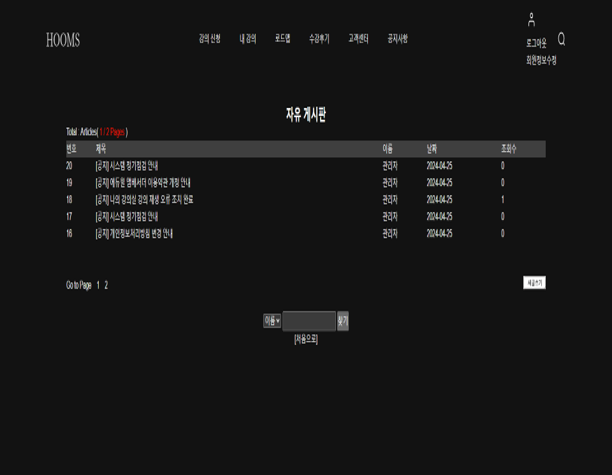 HOOMS
강의 신청 내 강의 로드맵 수강후기 고객센터 공지사항
로그아웃
회원정보수정
자유 게시판
Total Articles( 1 / 2 Pages )
번호 제목 이름 날짜 조회수
20 [공지] 시스템 정기점검 안내 관리자 2024-04-25 0
19 [공지] 에듀윌 앰배서더 이용약관 개정 안내 관리자 2024-04-25 0
18 [공지] 나의 강의실 강의 재생 오류 조치 완료 관리자 2024-04-25 1
17 [공지] 시스템 정기점검 안내 관리자 2024-04-25 0
16 [공지] 개인정보처리방침 변경 안내 관리자 2024-04-25 0
Go to Page 1 2
새글쓰기
이름 찾기
[처음으로]